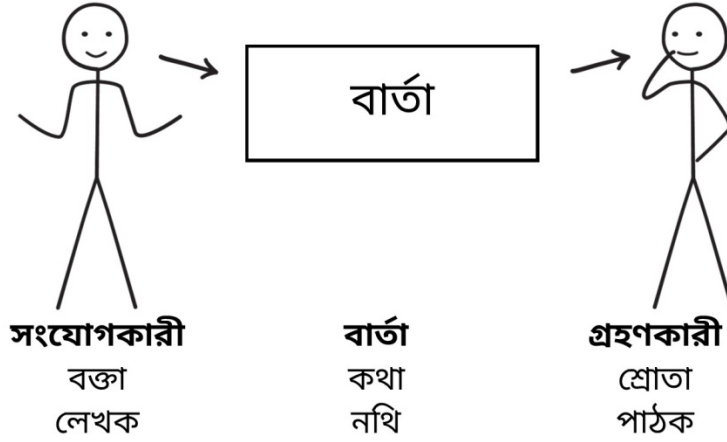 বার্তা
সংযোগকারী বার্তা গ্রহণকারী
বক্তা কথা শ্রোতা
লেখক নথি পাঠক